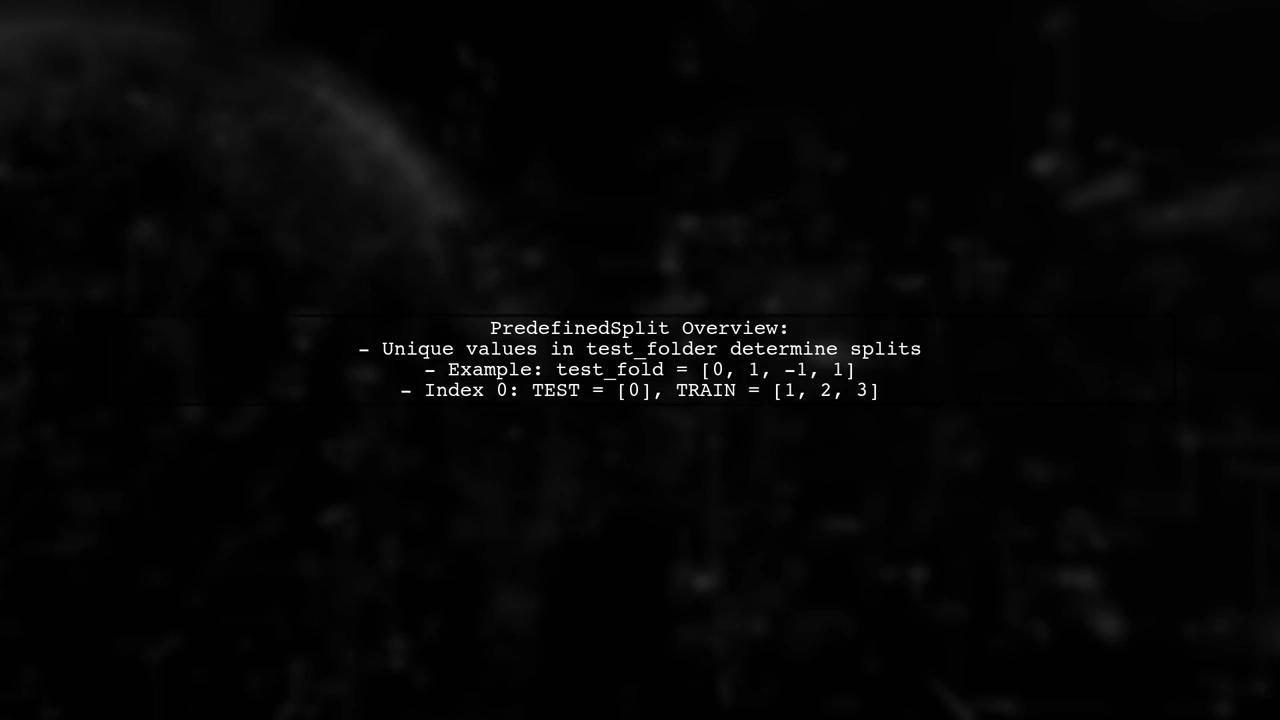 PredefinedSplit Overview:
- Unique values in test_folder determine splits
- Example: test_fold = [0, 1, -1, 1]
- Index 0: TEST = [0], TRAIN = [1, 2, 3]